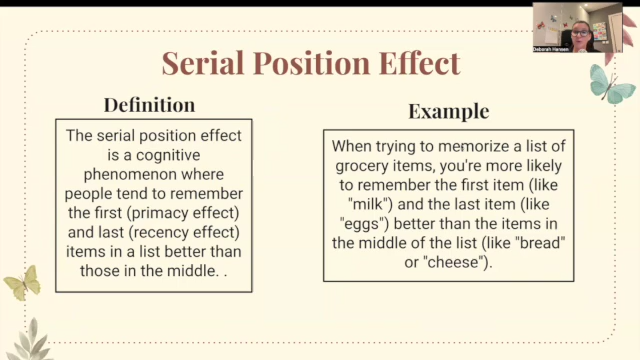 Deborah Hansen
Serial Position Effect
Definition
The serial position effect
is a cognitive
phenomenon where
people tend to remember
the first (primacy effect)
and last (recency effect)
items in a list better than
those in the middle. .
Example
When trying to memorize a list of
grocery items, you're more likely
to remember the first item (like
"milk") and the last item (like
"eggs") better than the items in
the middle of the list (like "bread"
or "cheese").